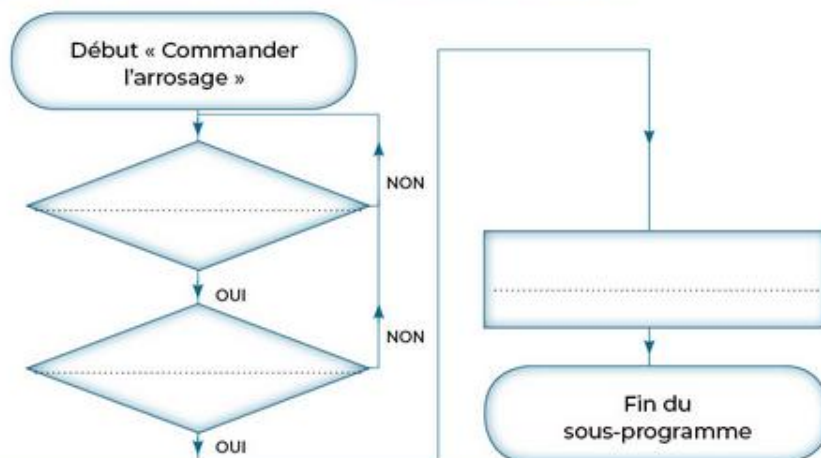 Début « Commander
l'arrosage »
NON
OUI
NON
OUI
Fin du
sous-programme